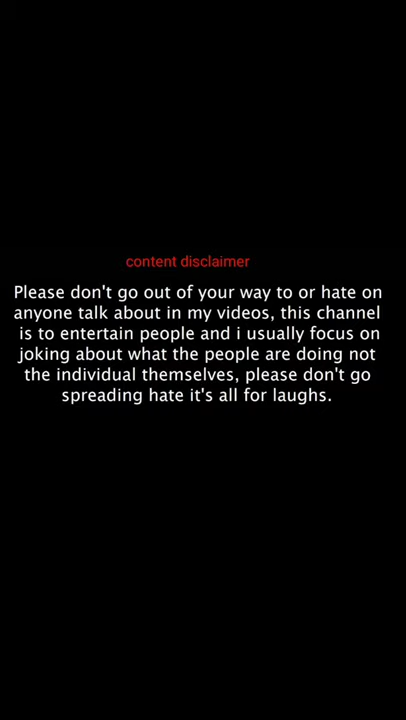 content disclaimer
Please don't go out of your way to or hate on
anyone talk about in my videos, this channel
is to entertain people and i usually focus on
joking about what the people are doing not
the individual themselves, please don't go
spreading hate it's all for laughs.